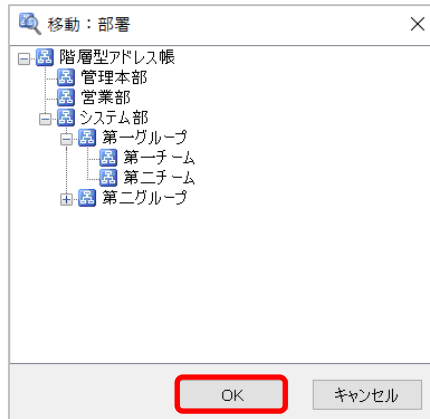 移動：部署
階層型アドレス帳
管理本部
営業部
システム部
第一グループ
第一チーム
第二チーム
第二グループ
OK
キャンセル